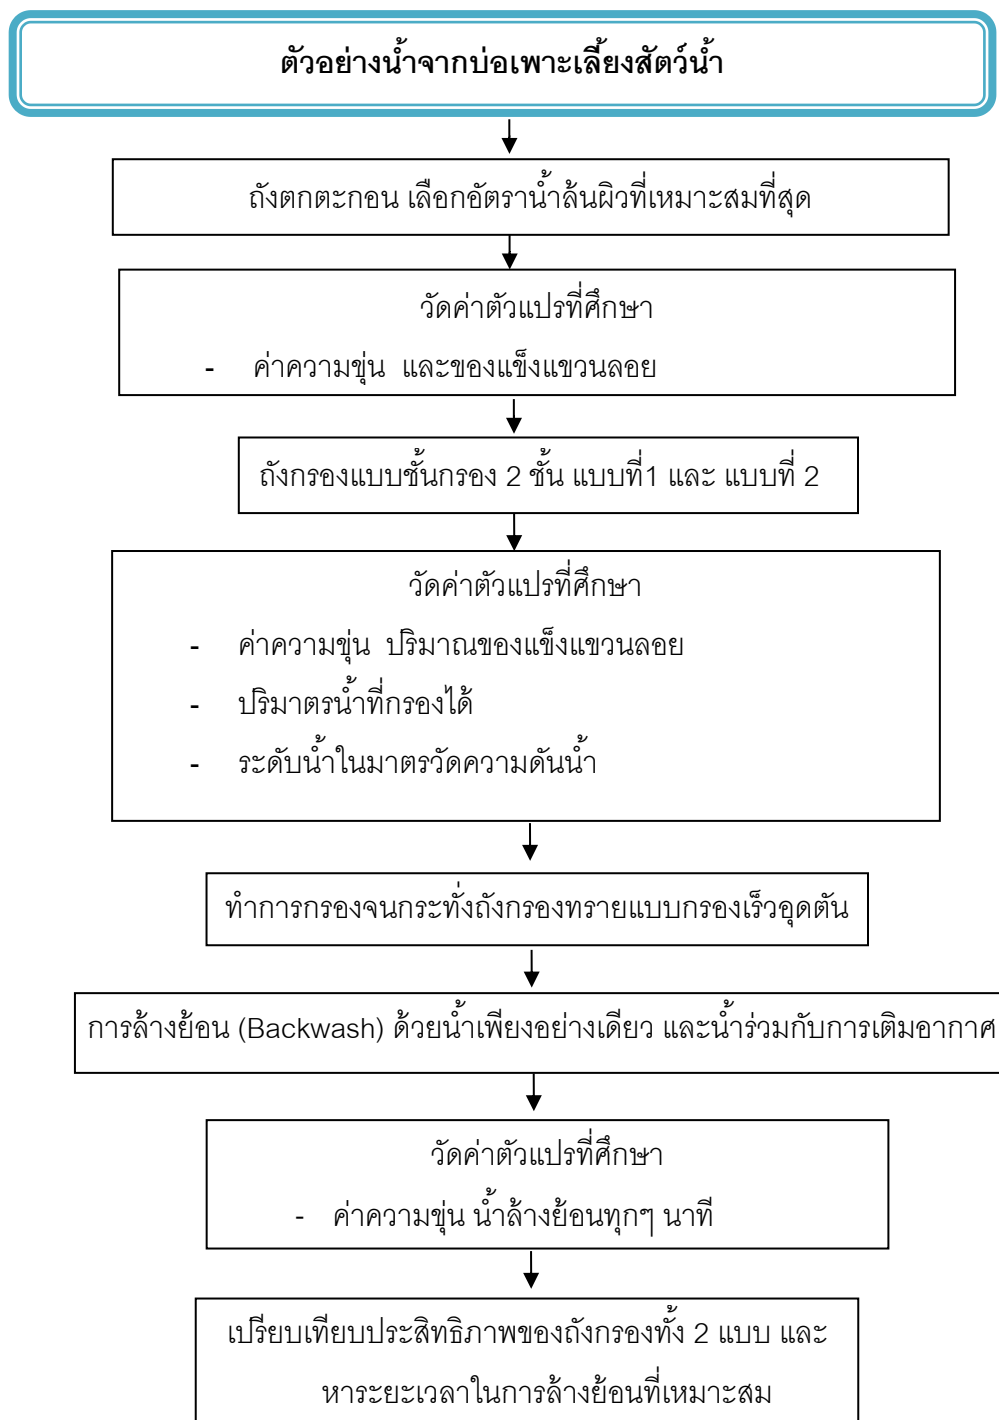 ตัวอย่างน้ำจากบ่อเพาะเลี้ยงสัตว์น้ำ
ถังตกตะกอน เลือกอัตราน้ำล้นผิวที่เหมาะสมที่สุด
วัดค่าตัวแปรที่ศึกษา
- ค่าความขุ่น และของแข็งแขวนลอย
ถังกรองแบบชั้นกรอง 2 ชั้น แบบที่1 และ แบบที่ 2
วัดค่าตัวแปรที่ศึกษา
- ค่าความขุ่น ปริมาณของแข็งแขวนลอย
- ปริมาตรน้ำที่กรองได้
- ระดับน้ำในมาตรวัดความดันน้ำ
ทำการกรองจนกระทั่งถังกรองทรายแบบกรองเร็วอุดตัน
การล้างย้อน (Backwash) ด้วยน้ำเพียงอย่างเดียว และน้ำร่วมกับการเติมอากาศ
วัดค่าตัวแปรที่ศึกษา
- ค่าความขุ่น น้ำล้างย้อนทุกๆ นาที
เปรียบเทียบประสิทธิภาพของถังกรองทั้ง 2 แบบ และ
หาระยะเวลาในการล้างย้อนที่เหมาะสม